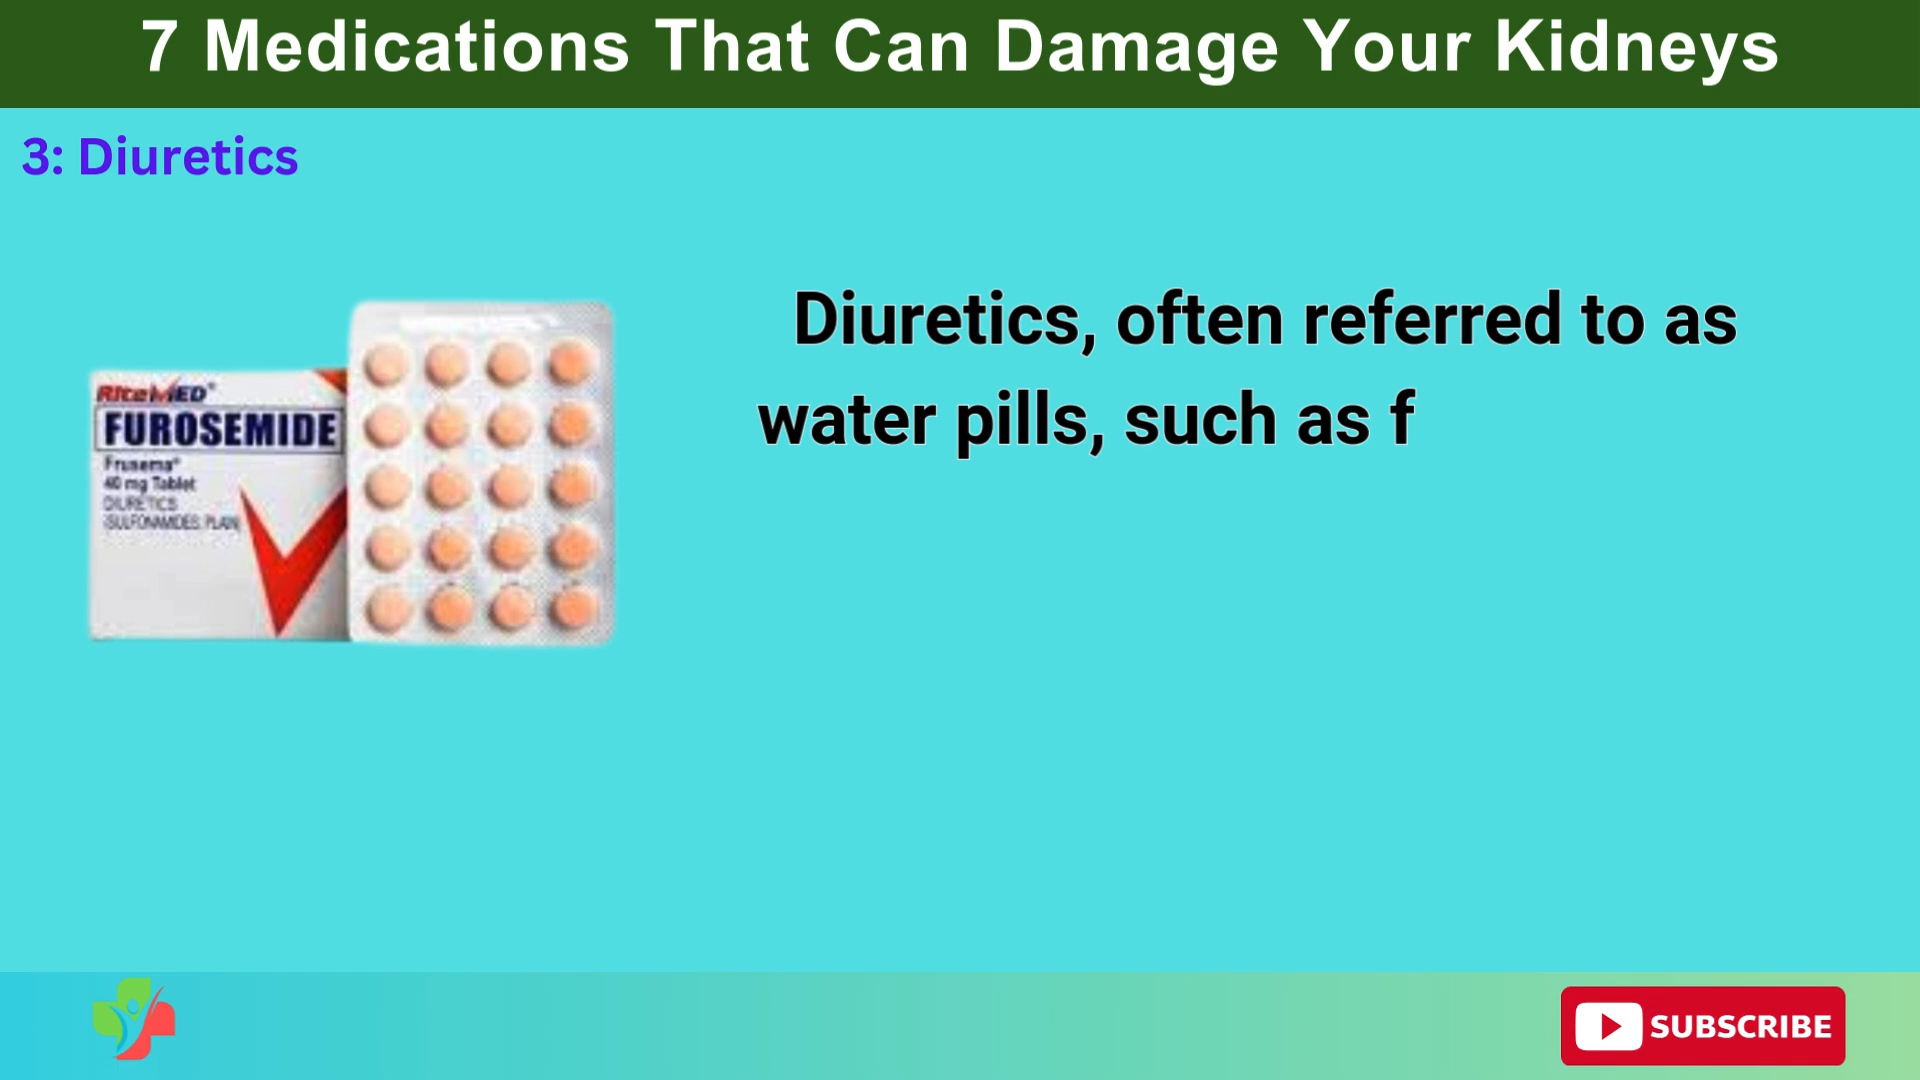 7 Medications That Can Damage Your Kidneys
3: Diuretics
Diuretics, often referred to as
water pills, such as f
RiteMED®
FUROSEMIDE
Frusema®
40 mg Tablet
DIURETICS
(SULFONAMIDES, PLAIN)
SUBSCRIBE